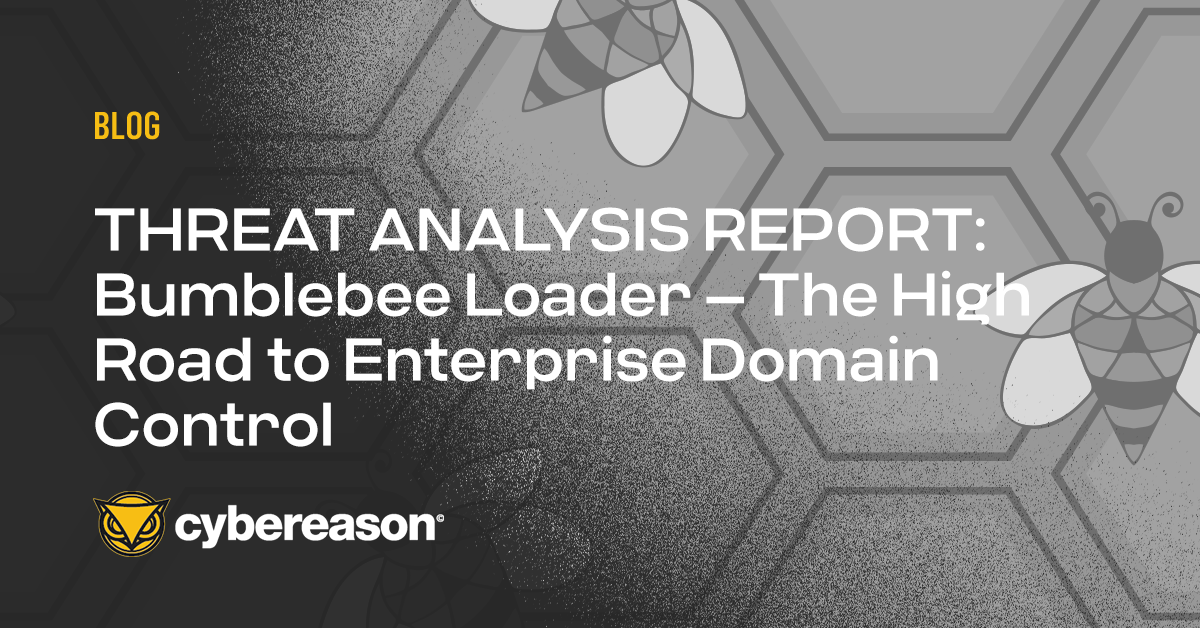 BLOG
THREAT ANALYSIS REPORT:
Bumblebee Loader – The High
Road to Enterprise Domain
Control
cybereason©